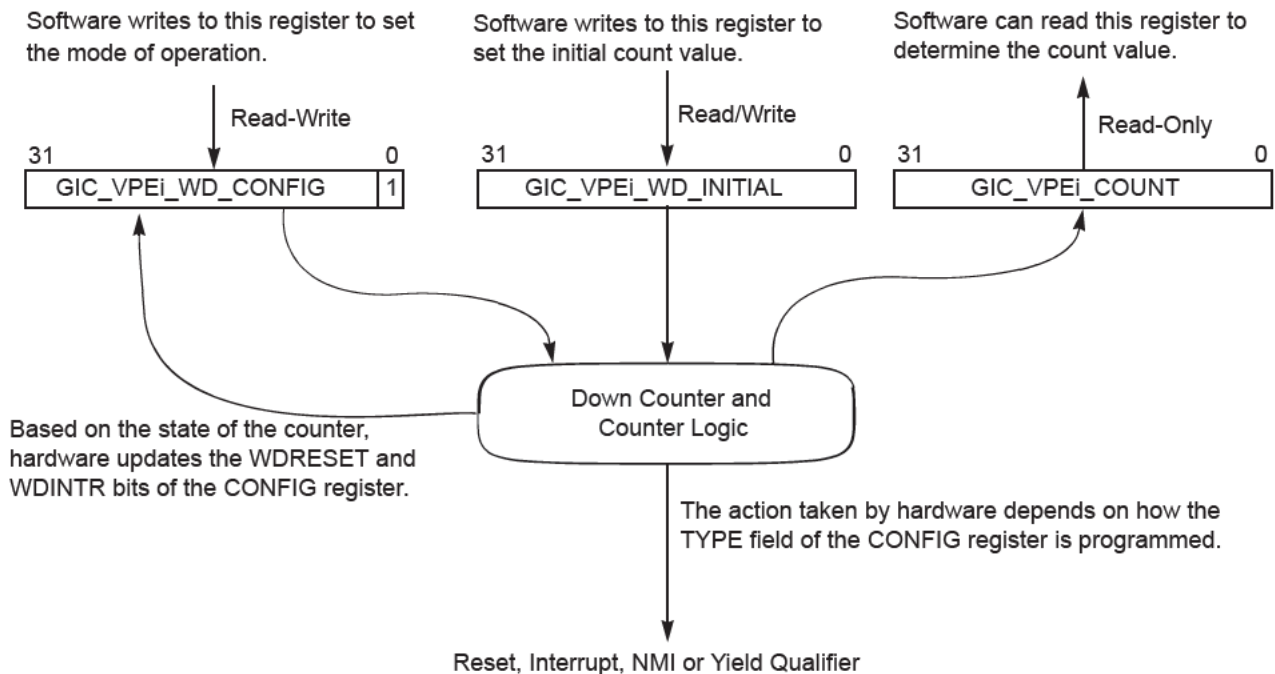 Software writes to this register to set
the mode of operation.
Software writes to this register to
set the initial count value.
Software can read this register to
determine the count value.
Read-Write
Read/Write
Read-Only
31 0
31 0
31 0
GIC_VPEi_WD_CONFIG 1
GIC_VPEi_WD_INITIAL
GIC_VPEi_COUNT
Down Counter and
Counter Logic
Based on the state of the counter,
hardware updates the WDRESET and
WDINTR bits of the CONFIG register.
The action taken by hardware depends on how the
TYPE field of the CONFIG register is programmed.
Reset, Interrupt, NMI or Yield Qualifier